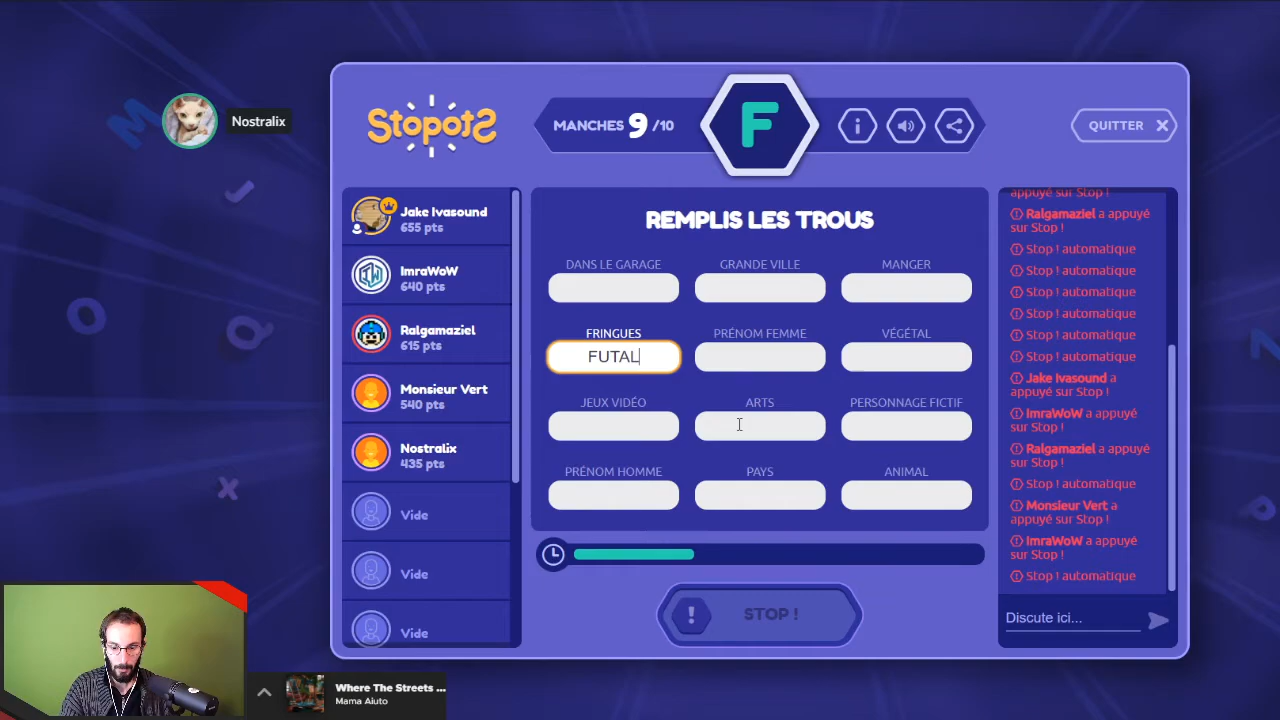 Nostralix
StopotS
MANCHES 9 /10
F
QUITTER
Jake Ivasound
655 pts
ImraWoW
640 pts
Ralgamaziel
615 pts
Monsieur Vert
540 pts
Nostralix
435 pts
Vide
Vide
Vide
REMPLIS LES TROUS
DANS LE GARAGE
GRANDE VILLE
MANGER
FRINGUES
PRÉNOM FEMME
VÉGÉTAL
FUTAL
JEUX VIDÉO
ARTS
PERSONNAGE FICTIF
PRÉNOM HOMME
PAYS
ANIMAL
STOP !
appuyé sur Stop !
Ralgamaziel a appuyé
sur Stop !
Stop ! automatique
Stop ! automatique
Stop ! automatique
Stop ! automatique
Stop ! automatique
Stop ! automatique
Jake Ivasound a
appuyé sur Stop !
ImraWoW a appuyé
sur Stop !
Ralgamaziel a appuyé
sur Stop !
Stop ! automatique
Monsieur Vert a
appuyé sur Stop !
ImraWoW a appuyé
sur Stop !
Stop ! automatique
Discute ici...
Where The Streets ...
Mama Aiuto